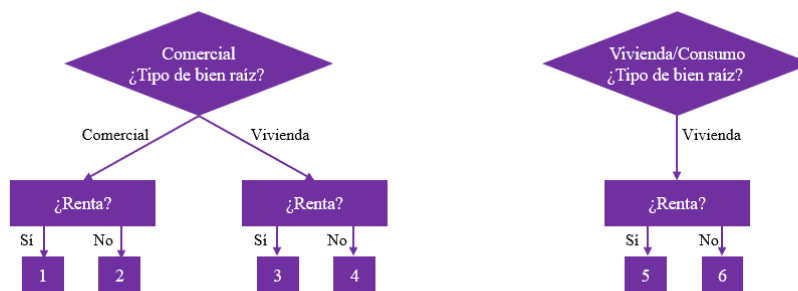 Comercial
¿Tipo de bien raíz?
Vivienda/Consumo
¿Tipo de bien raíz?
Comercial
Vivienda
Vivienda
¿Renta?
¿Renta?
¿Renta?
Sí
No
Sí
No
Sí
No
1
2
3
4
5
6